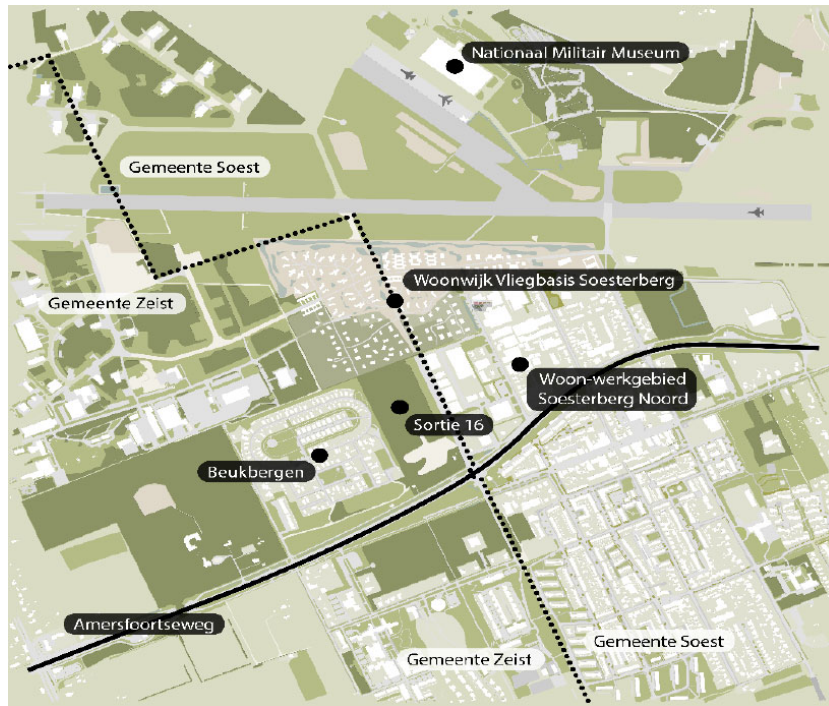 Nationaal Militair Museum
Gemeente Soest
Woonwijk Vliegbasis Soesterberg
Gemeente Zeist
Woon-werkgebied
Soesterberg Noord
Sortie 16
Beukbergen
Amersfoortseweg
Gemeente Soest
Gemeente Zeist